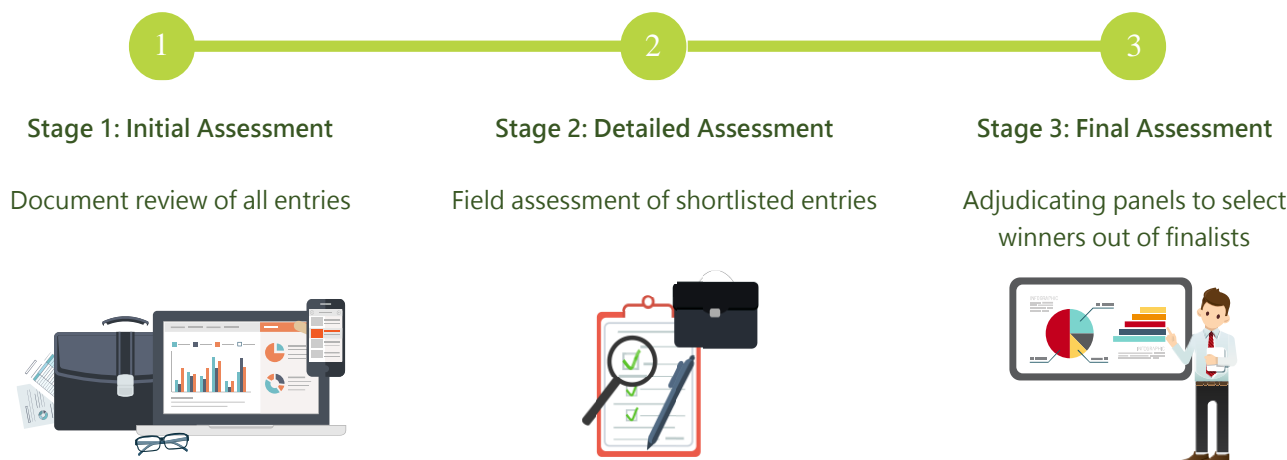 1
2
3
Stage 1: Initial Assessment
Stage 2: Detailed Assessment
Stage 3: Final Assessment
Document review of all entries
Field assessment of shortlisted entries
Adjudicating panels to select
winners out of finalists
INFOGRAPHIC